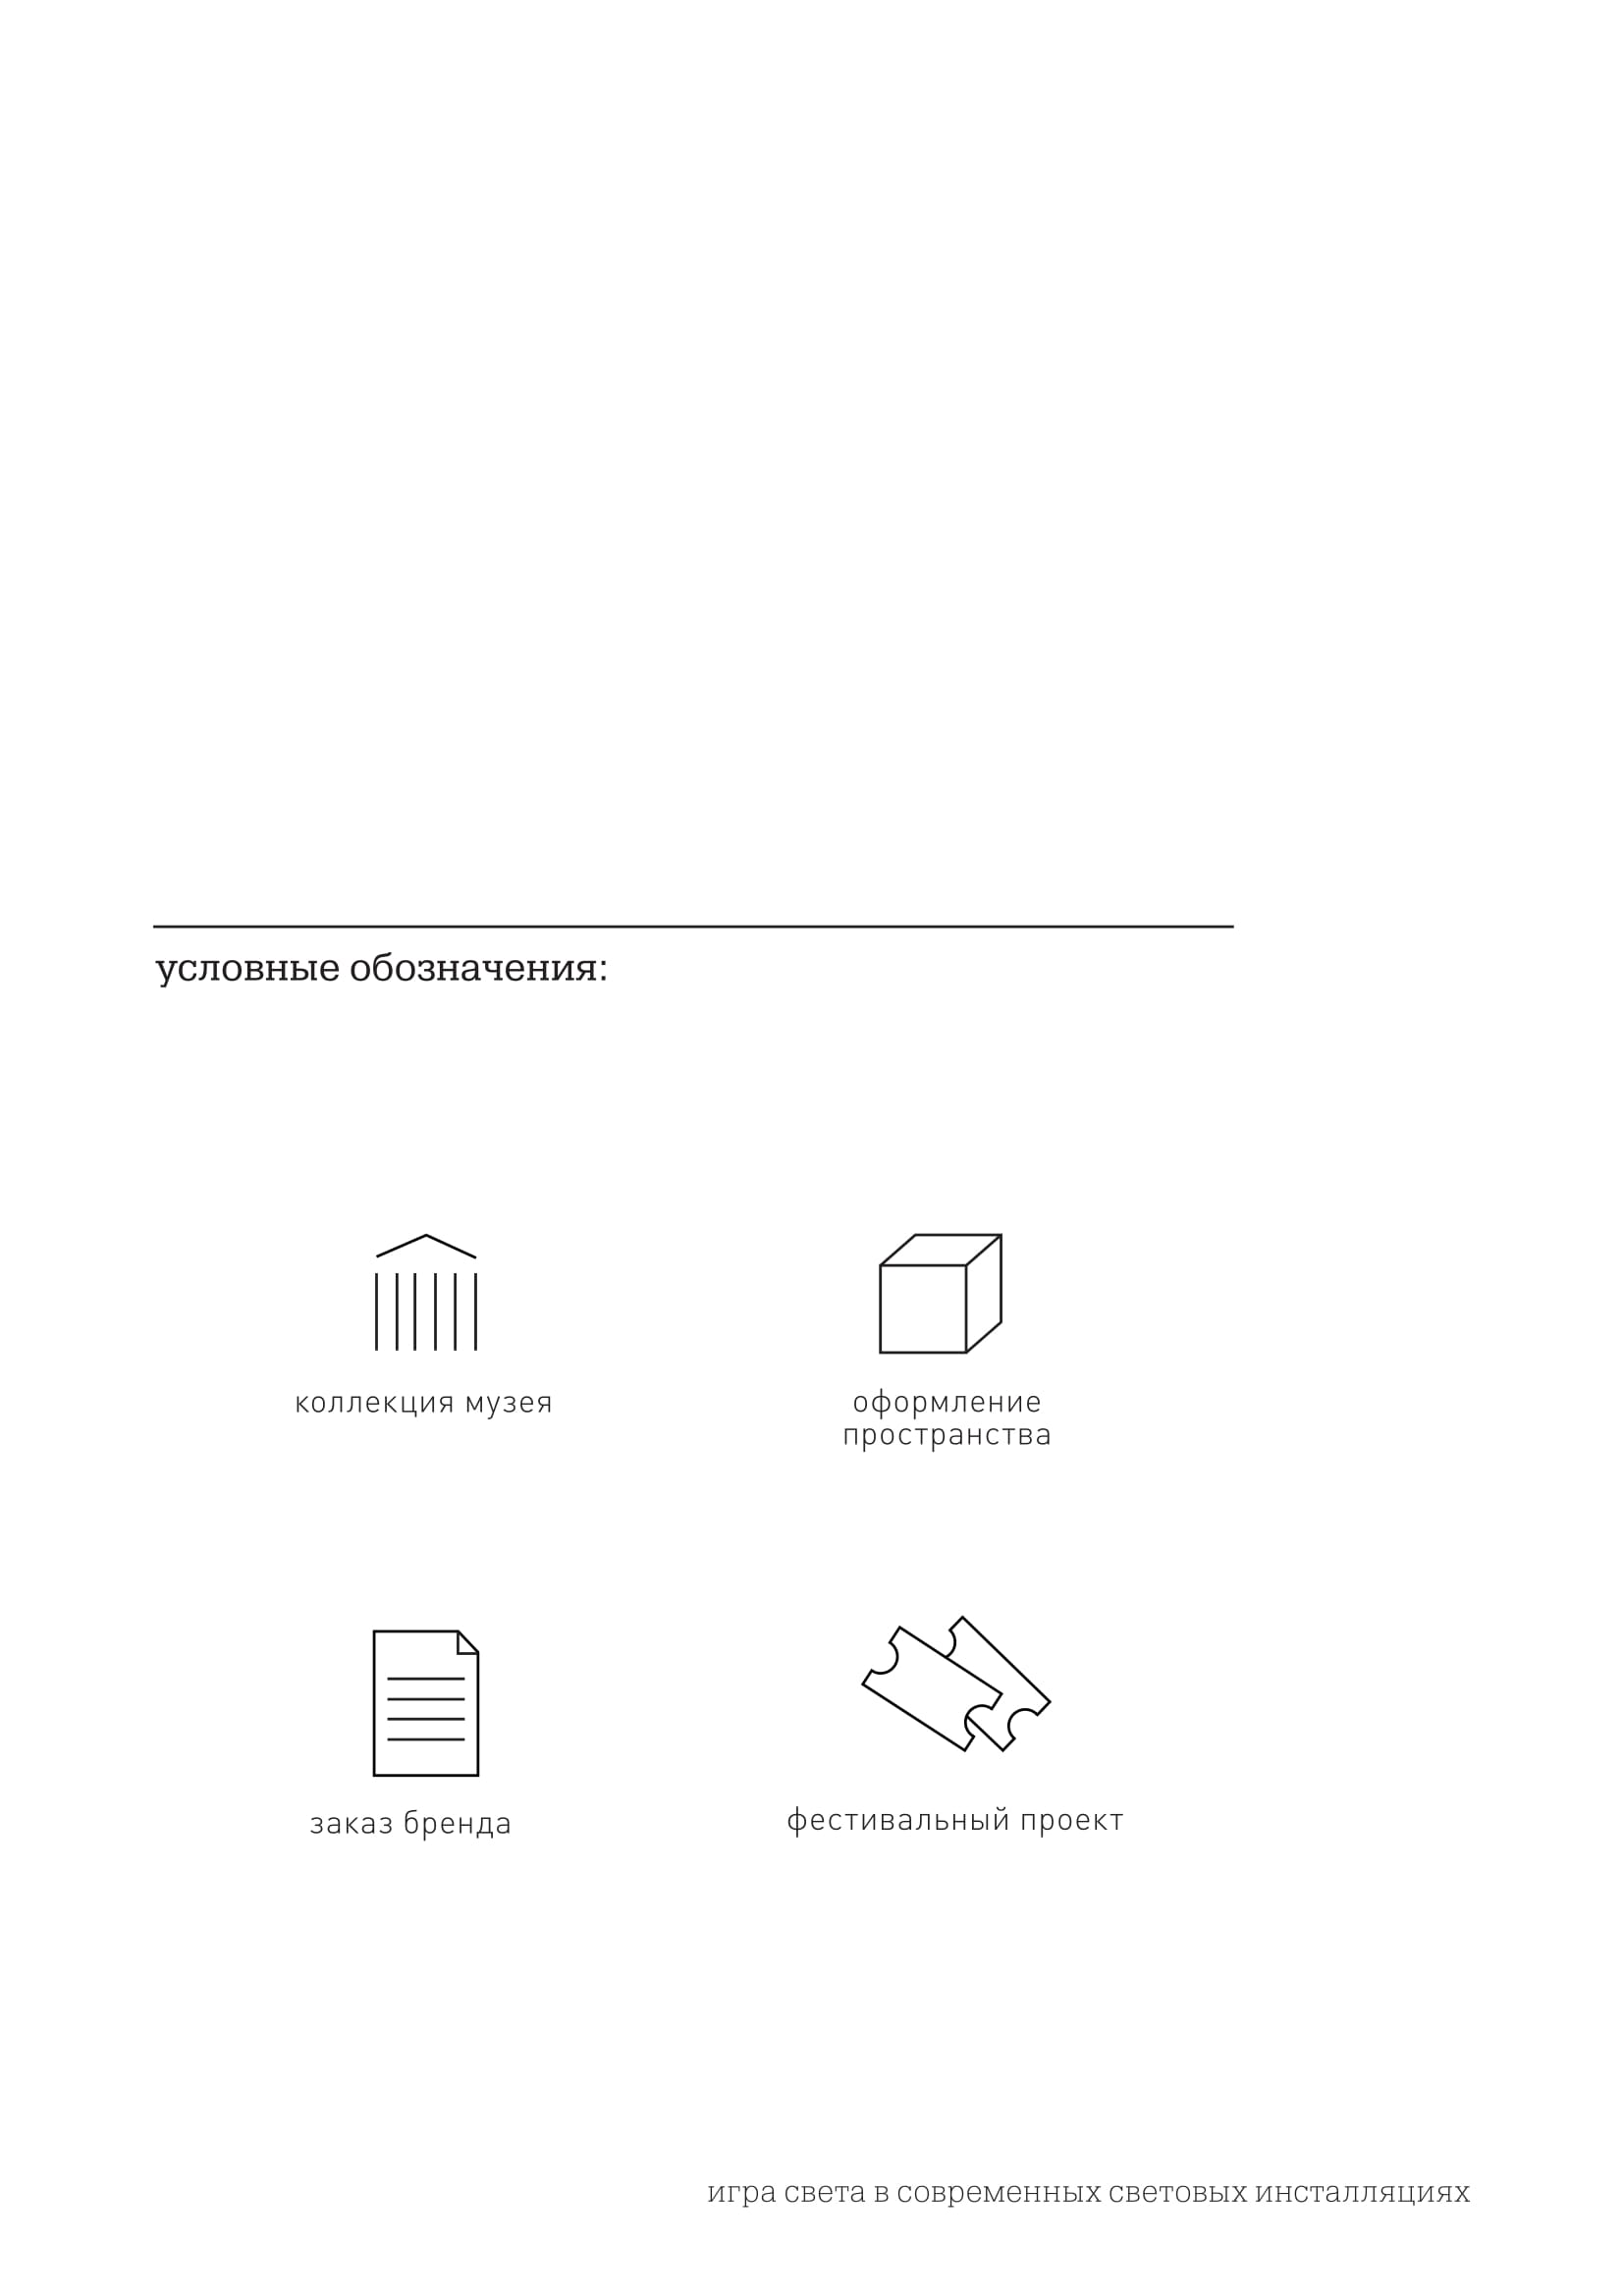 условные обозначения:
коллекция музея
оформление
пространства
заказ бренда
фестивальный проект
игра света в современных световых инсталляциях